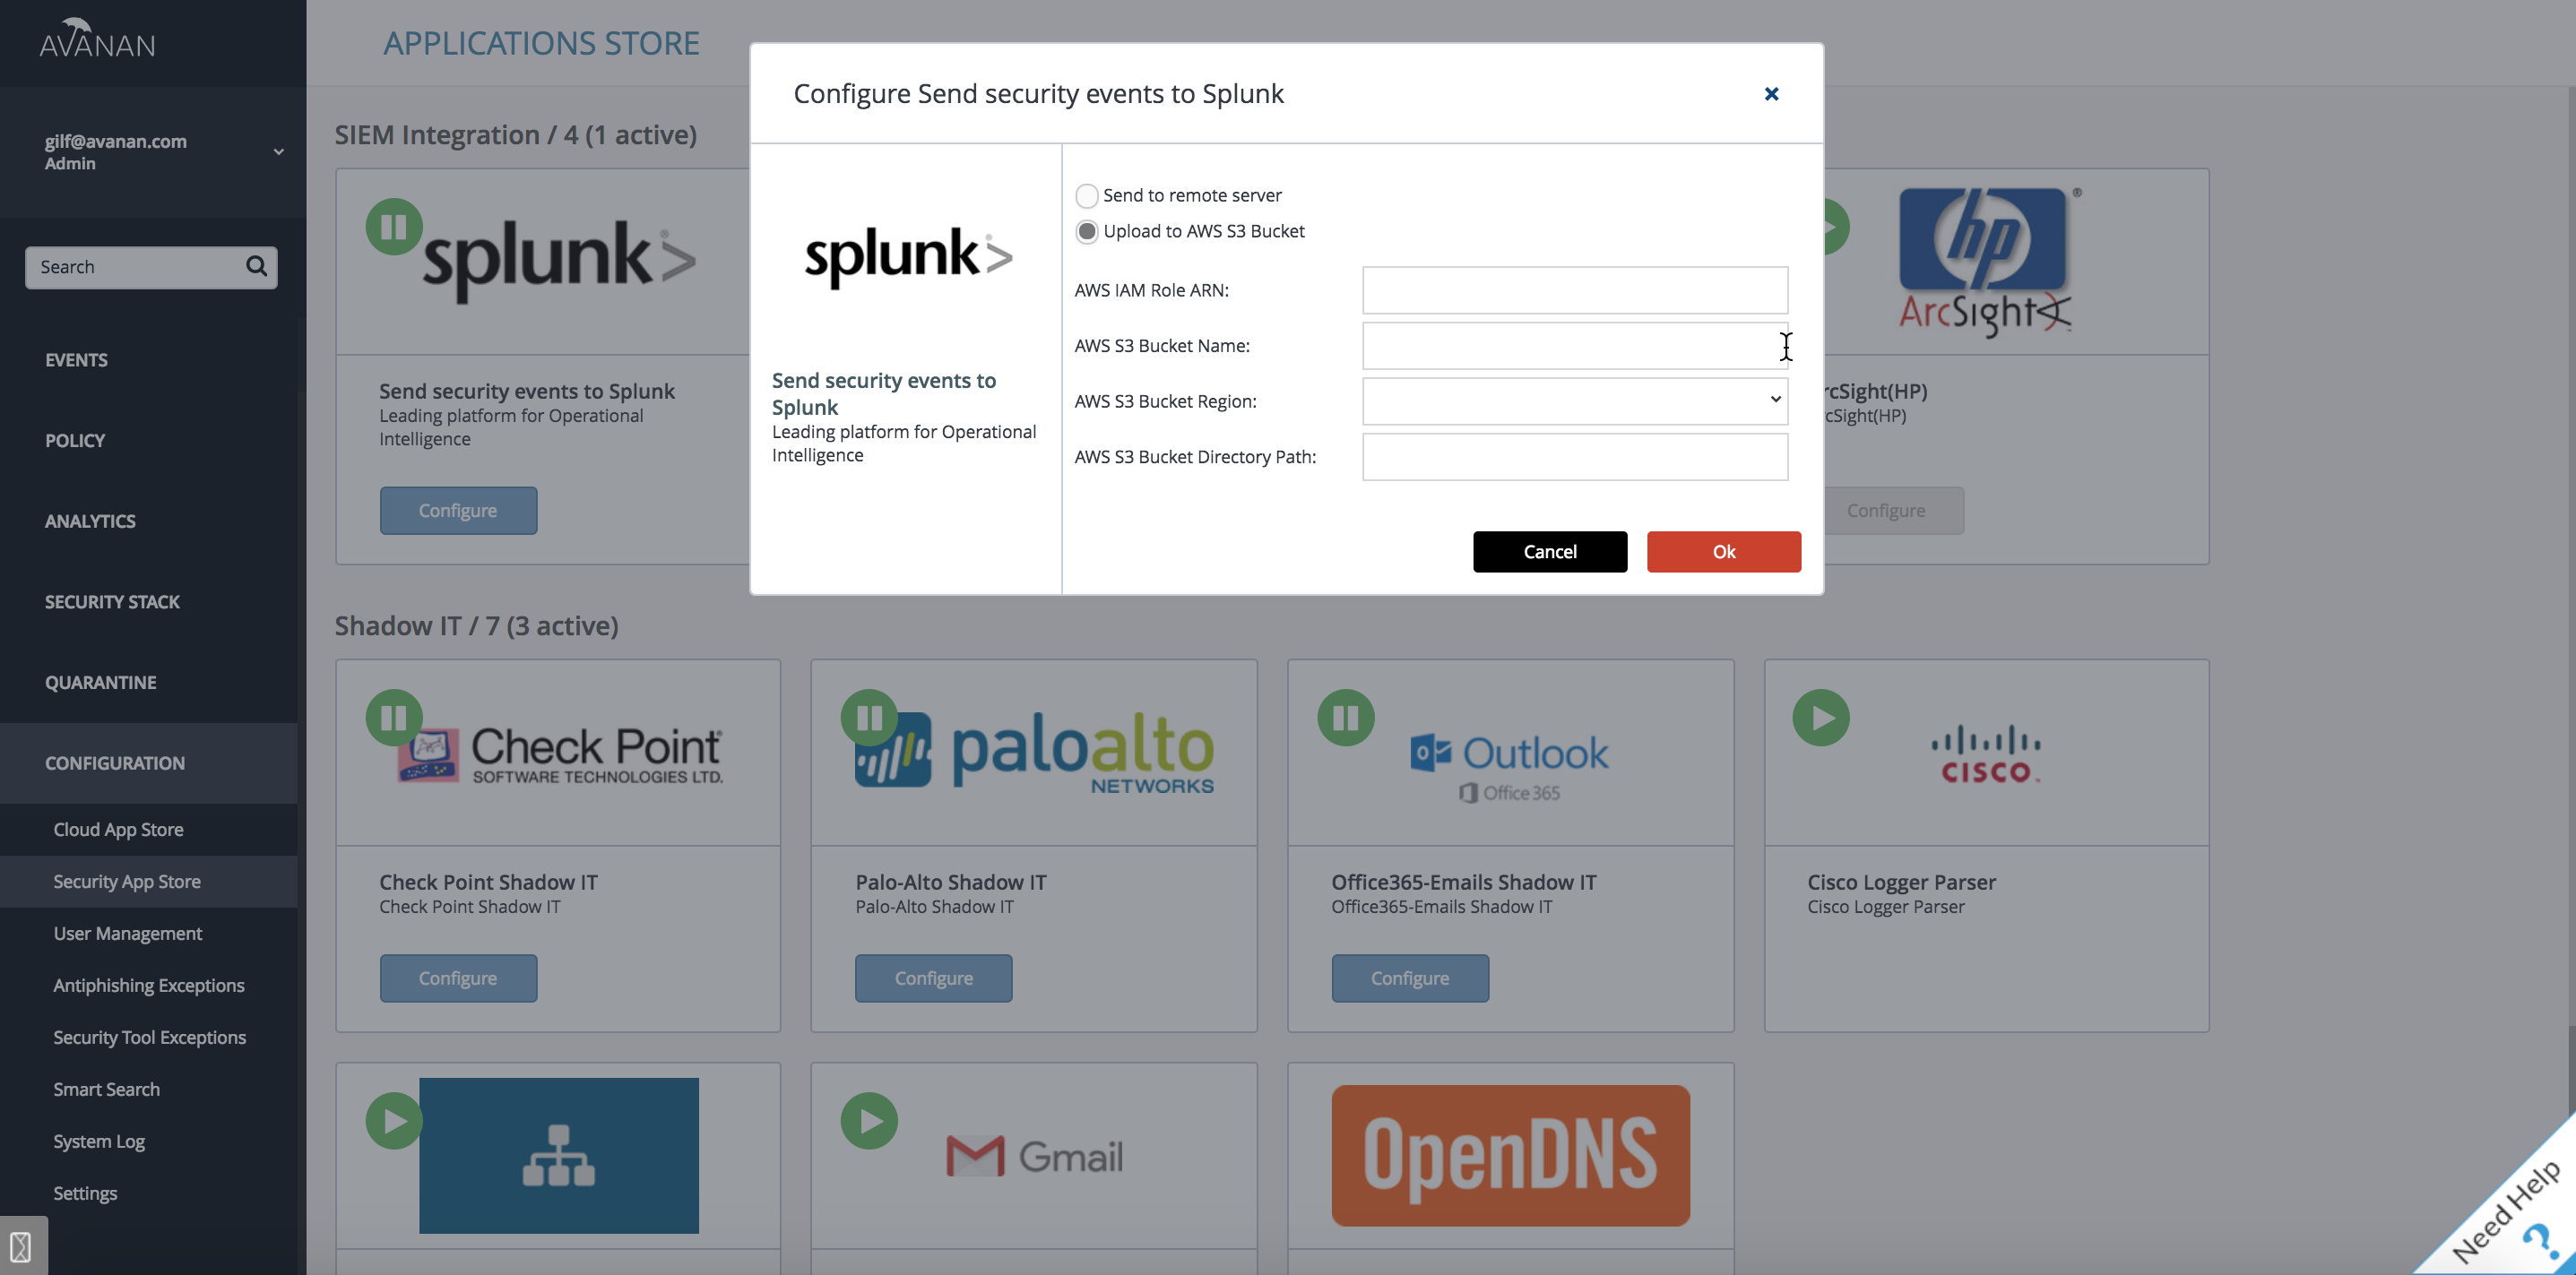 AVANAN
APPLICATIONS STORE
gilf@avanan.com
Admin
Search
EVENTS
POLICY
ANALYTICS
SECURITY STACK
QUARANTINE
CONFIGURATION
Cloud App Store
Security App Store
User Management
Antiphishing Exceptions
Security Tool Exceptions
Smart Search
System Log
Settings
SIEM Integration / 4 (1 active)
splunk>
Send security events to Splunk
Leading platform for Operational
Intelligence
Configure
Configure Send security events to Splunk
splunk>
Send security events to
Splunk
Leading platform for Operational
Intelligence
Send to remote server
Upload to AWS S3 Bucket
AWS IAM Role ARN:
AWS S3 Bucket Name:
AWS S3 Bucket Region:
AWS S3 Bucket Directory Path:
Cancel
Ok
hp
ArcSight
rcSight(HP)
rcSight(HP)
Configure
Shadow IT / 7 (3 active)
Check Point
SOFTWARE TECHNOLOGIES LTD.
Check Point Shadow IT
Check Point Shadow IT
Configure
paloalto
NETWORKS
Palo-Alto Shadow IT
Palo-Alto Shadow IT
Configure
Outlook
Office 365
Office365-Emails Shadow IT
Office365-Emails Shadow IT
Configure
CISCO
Cisco Logger Parser
Cisco Logger Parser
Gmail
OpenDNS
Need Help
?